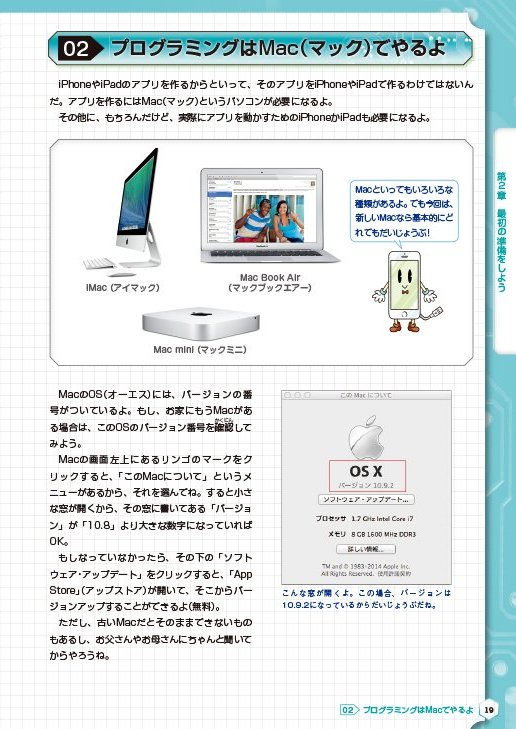 02 プログラミングはMac(マック)でやるよ
iPhoneやiPadのアプリを作るからといって、そのアプリをiPhoneやiPadで作るわけではないん
だ。アプリを作るにはMac(マック)というパソコンが必要になるよ。
その他に、もちろんだけど、実際にアプリを動かすためのiPhoneかiPadも必要になるよ。
Macといってもいろいろな
種類があるよ。でも今回は、
新しいMacなら基本的にど
れでもだいじょうぶ!
iMac (アイマック)
Mac Book Air
(マックブックエアー)
Mac mini (マックミニ)
第2章 最初の準備をしよう
MacのOS(オーエス)には、バージョンの番
号がついているよ。もし、お家にもうMacがあ
る場合は、このOSのバージョン番号を確認して
かくにん
みよう。
Macの画面左上にあるリンゴのマークをク
リックすると、「このMacについて」というメ
ニューがあるから、それを選んでね。すると小さ
な窓が開くから、その窓に書いてある「バージョ
ン」が「10.8」より大きな数字になっていれば
OK。
もしなっていなかったら、その下の「ソフト
ウェア・アップデート」をクリックすると、「App
Store」(アップストア)が開いて、そこからバー
ジョンアップすることができるよ(無料)。
ただし、古いMacだとそのままできないもの
もあるし、お父さんやお母さんにちゃんと聞いて
からやろうね。
この Mac について
OS X
バージョン 10.9.2
ソフトウェア・アップデート...
プロセッサ 1.7 GHz Intel Core i7
メモリ 8 GB 1600 MHz DDR3
詳しい情報...
TM and © 1983-2014 Apple Inc.
All Rights Reserved. 使用許諾契約
こんな窓が開くよ。この場合、バージョンは
10.9.2になっているからだいじょうぶだね。
02 プログラミングはMacでやるよ 19